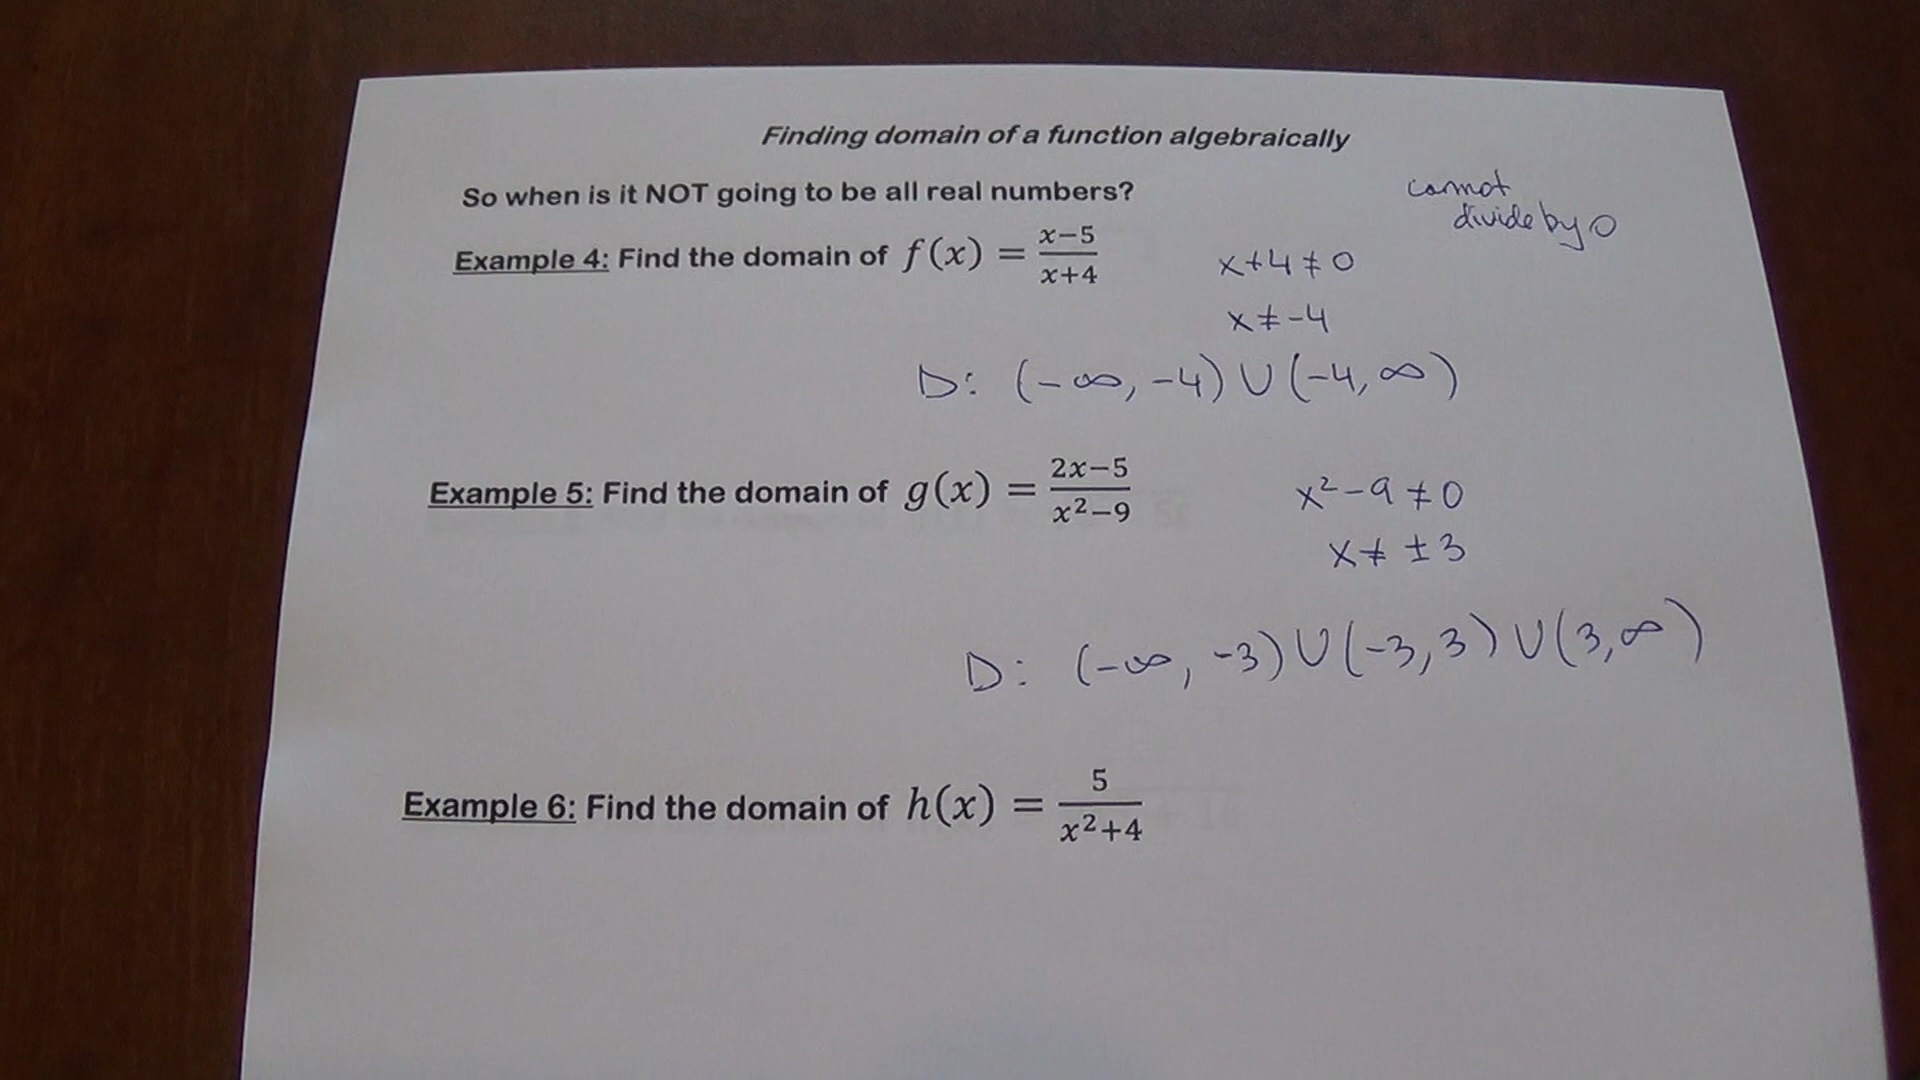 Finding domain of a function algebraically
So when is it NOT going to be all real numbers?
cannot
divide by 0
Example 4: Find the domain of f(x) = \frac{x-5}{x+4}
x+4≠0
x≠-4
D: (-∞, -4) ∪ (-4, ∞)
Example 5: Find the domain of g(x) = \frac{2x-5}{x²-9}
x²-9≠0
x≠ ±3
D: (-∞, -3) ∪ (-3, 3) ∪ (3, ∞)
Example 6: Find the domain of h(x) = \frac{5}{x²+4}